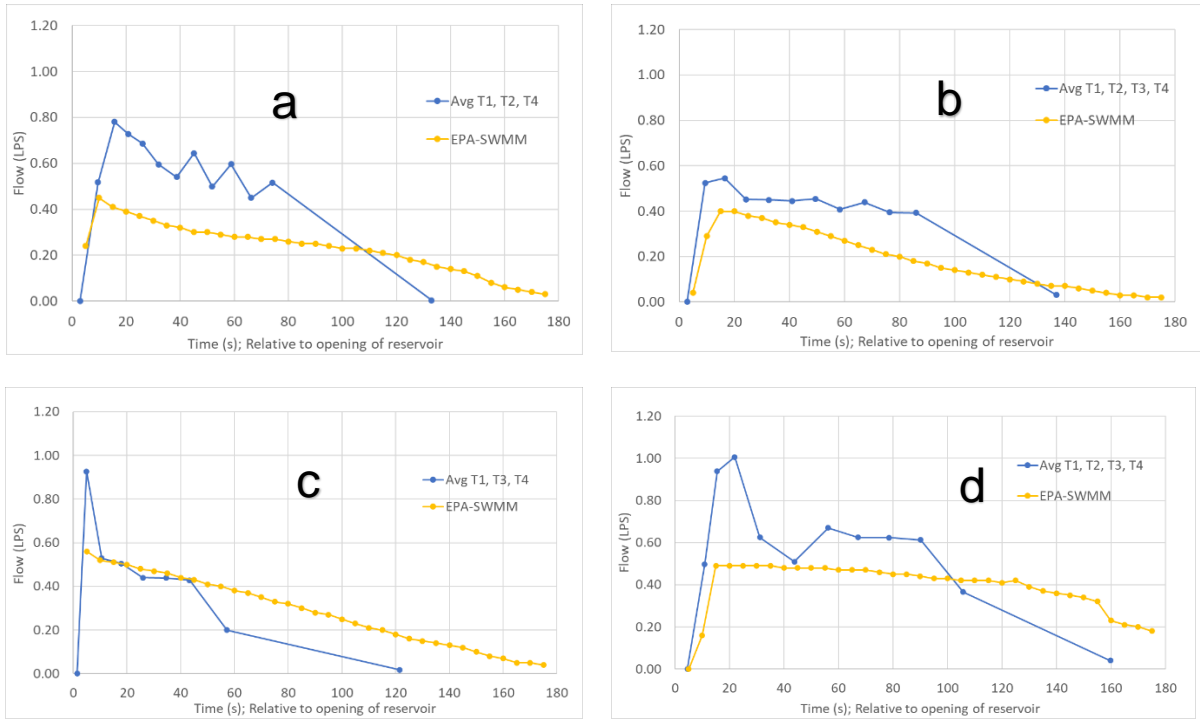 1.20
1.00
0.80
0.60
0.40
0.20
0.00
Flow (LPS)
a
Avg T1, T2, T4
EPA-SWMM
0 20 40 60 80 100 120 140 160 180
Time (s); Relative to opening of reservoir
1.20
1.00
0.80
0.60
0.40
0.20
0.00
Flow (LPS)
b
Avg T1, T2, T3, T4
EPA-SWMM
0 20 40 60 80 100 120 140 160 180
Time (s); Relative to opening of reservoir
1.20
1.00
0.80
0.60
0.40
0.20
0.00
Flow (LPS)
c
Avg T1, T3, T4
EPA-SWMM
0 20 40 60 80 100 120 140 160 180
Time (s); Relative to opening of reservoir
1.20
1.00
0.80
0.60
0.40
0.20
0.00
Flow (LPS)
d
Avg T1, T2, T3, T4
EPA-SWMM
0 20 40 60 80 100 120 140 160 180
Time (s); Relative to opening of reservoir